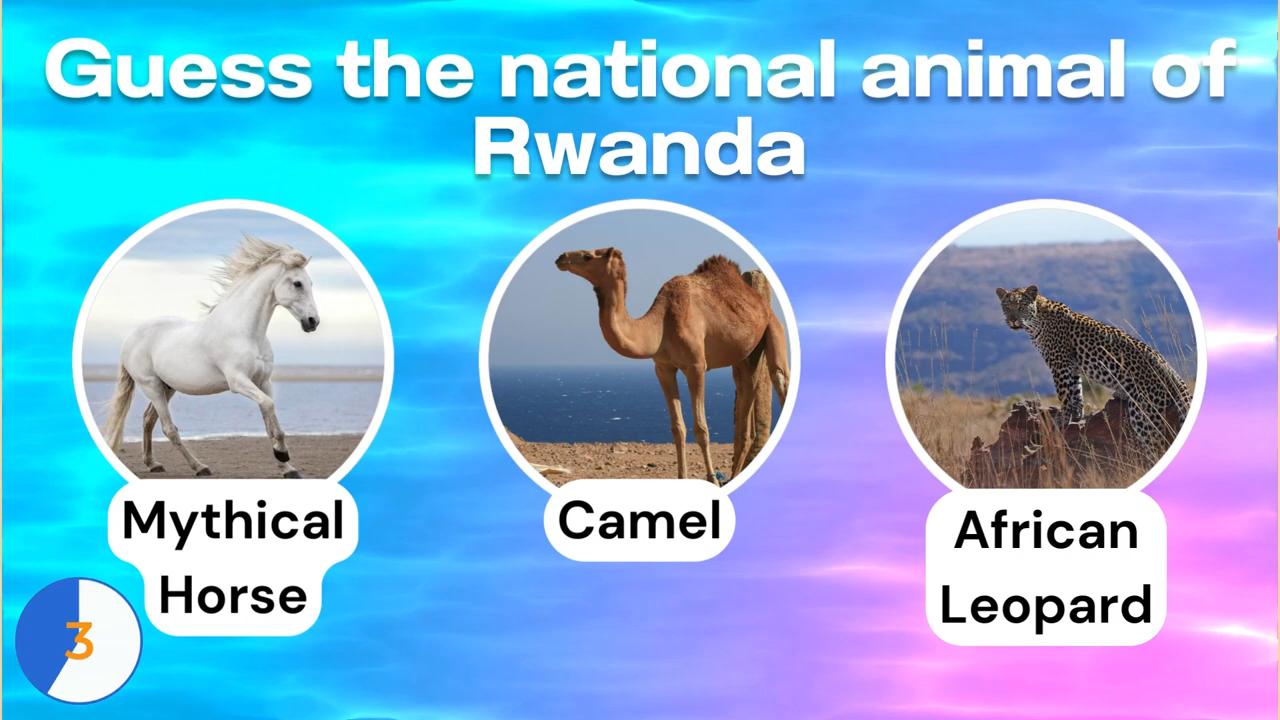 Guess the national animal of
Rwanda
Mythical
Horse
Camel
African
Leopard
3